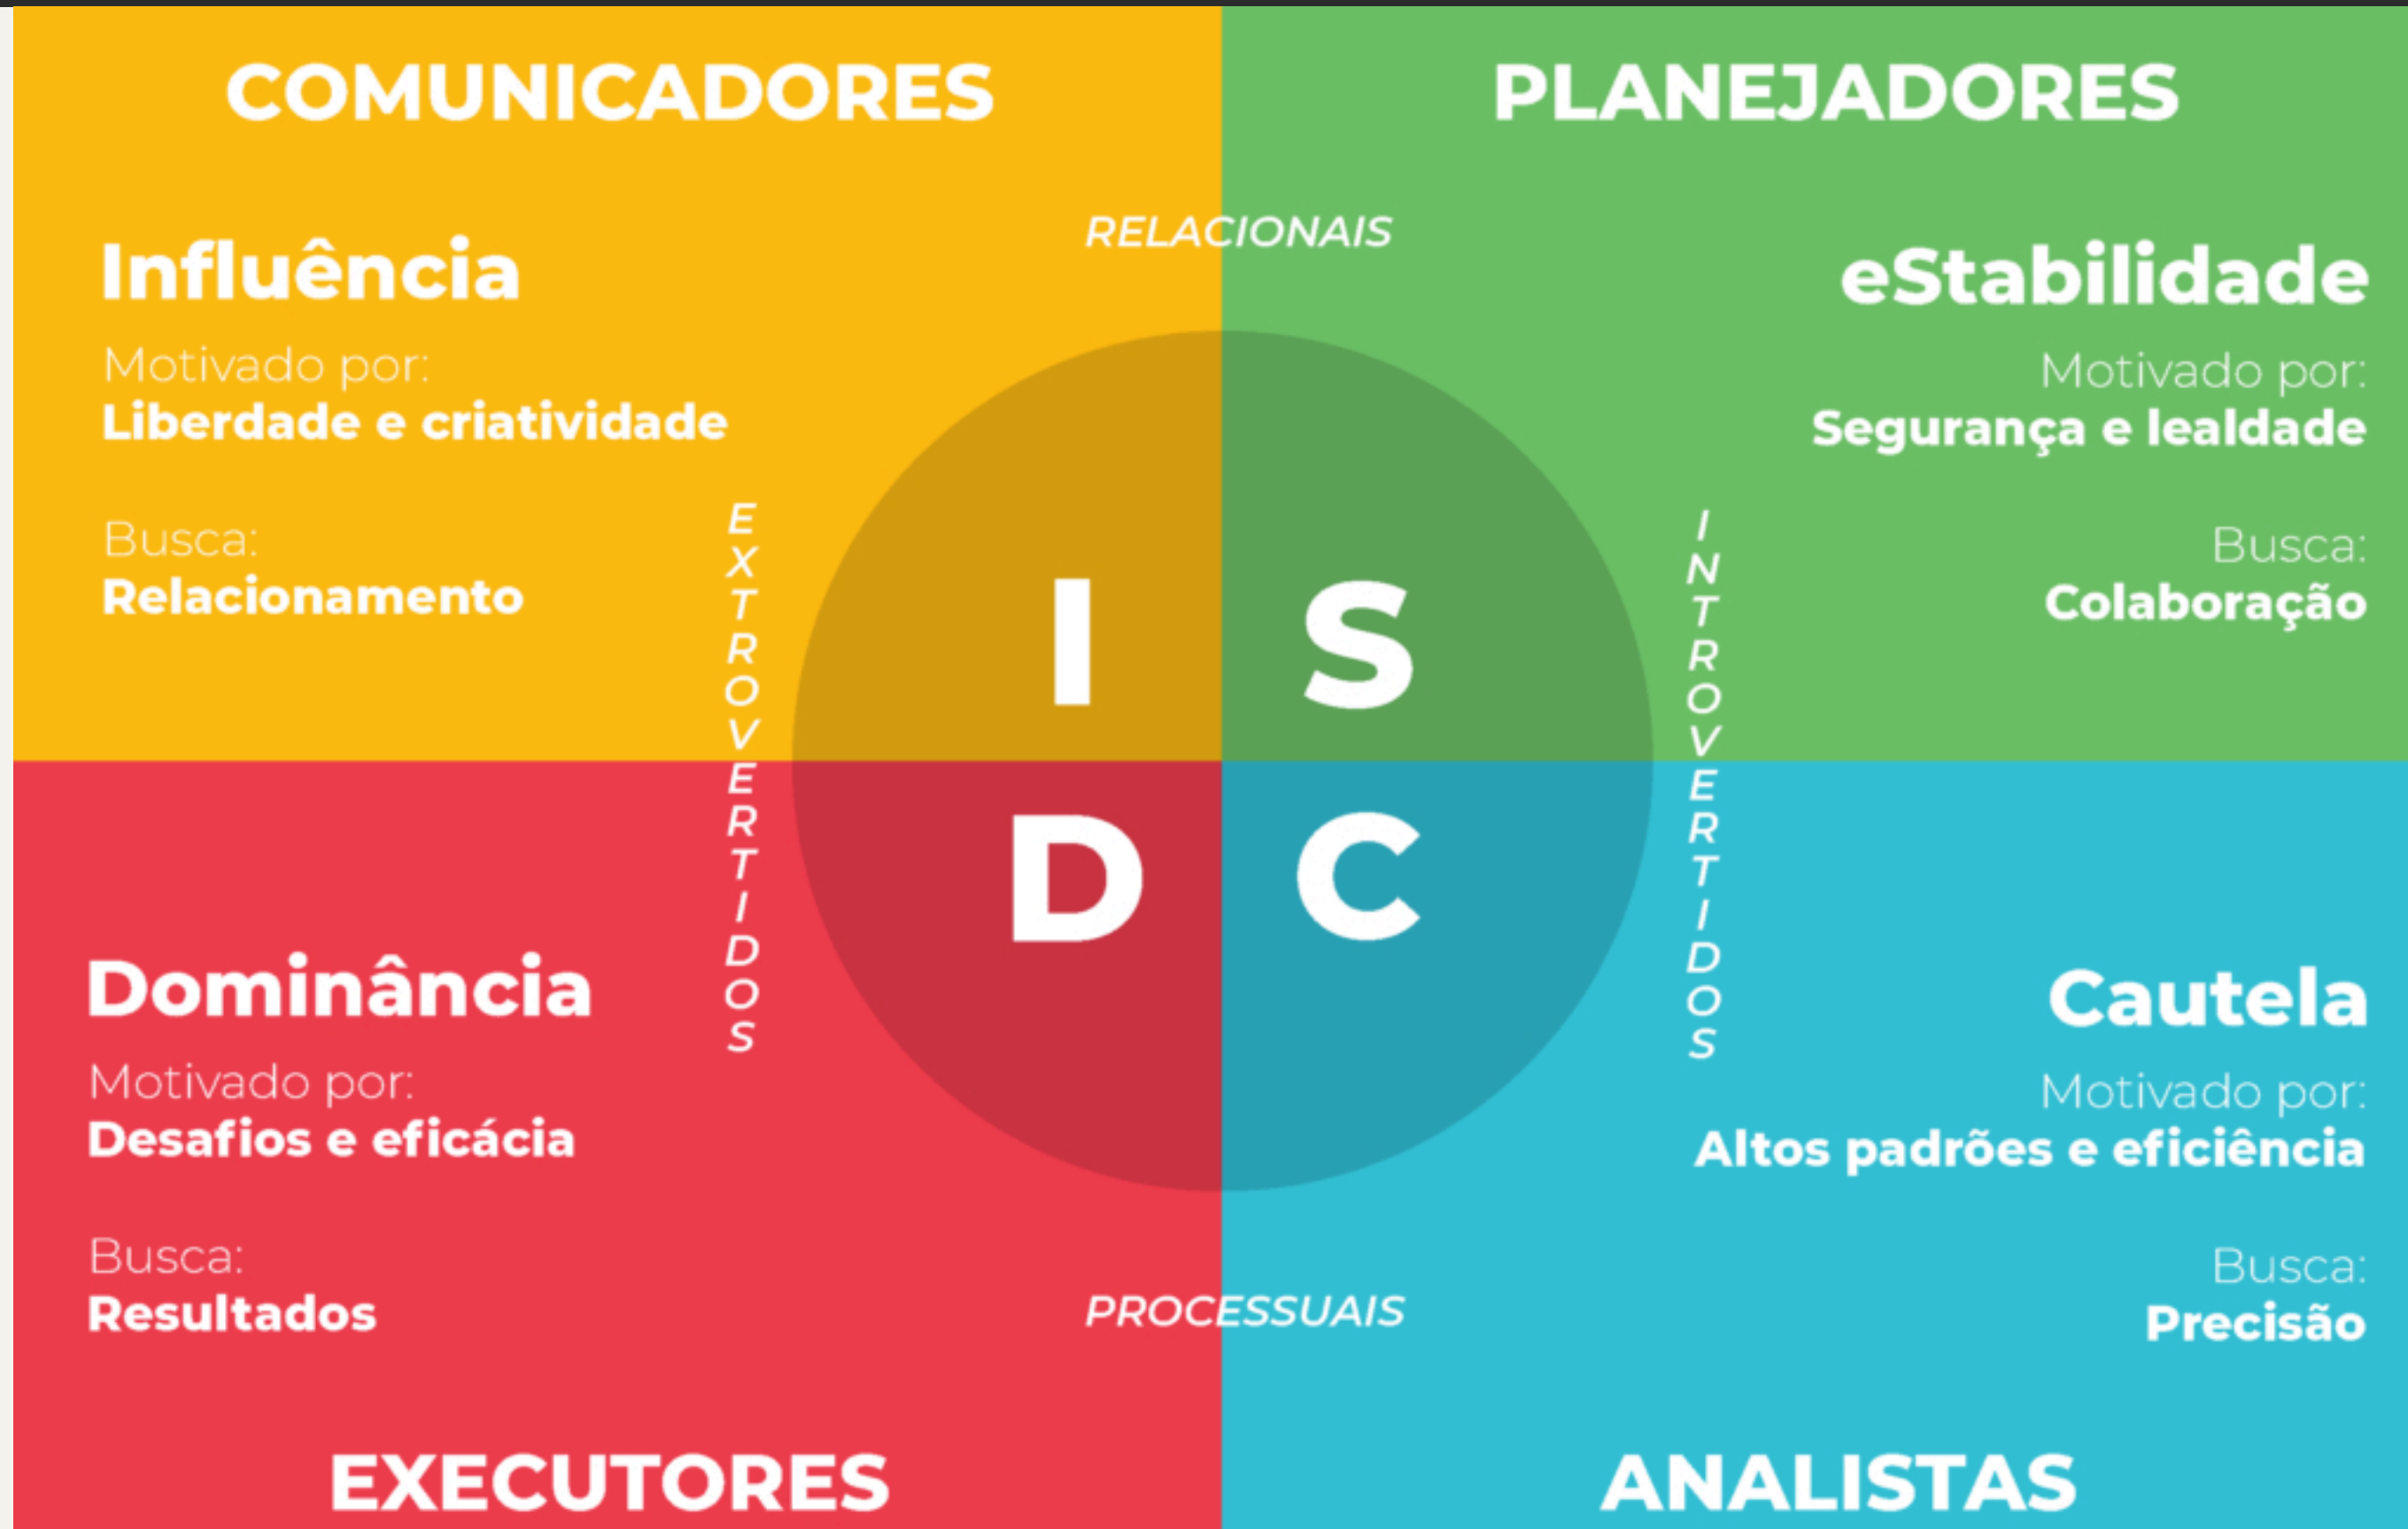 COMUNICADORES
PLANEJADORES
RELACIONAIS
Influência
Motivado por:
Liberdade e criatividade
Busca:
Relacionamento
eStabilidade
Motivado por:
Segurança e lealdade
Busca:
Colaboração
EXTROVERTIDOS
I
S
D
C
INTROVERTIDOS
Dominância
Motivado por:
Desafios e eficácia
Busca:
Resultados
Cautela
Motivado por:
Altos padrões e eficiência
Busca:
Precisão
PROCESSUAIS
EXECUTORES
ANALISTAS